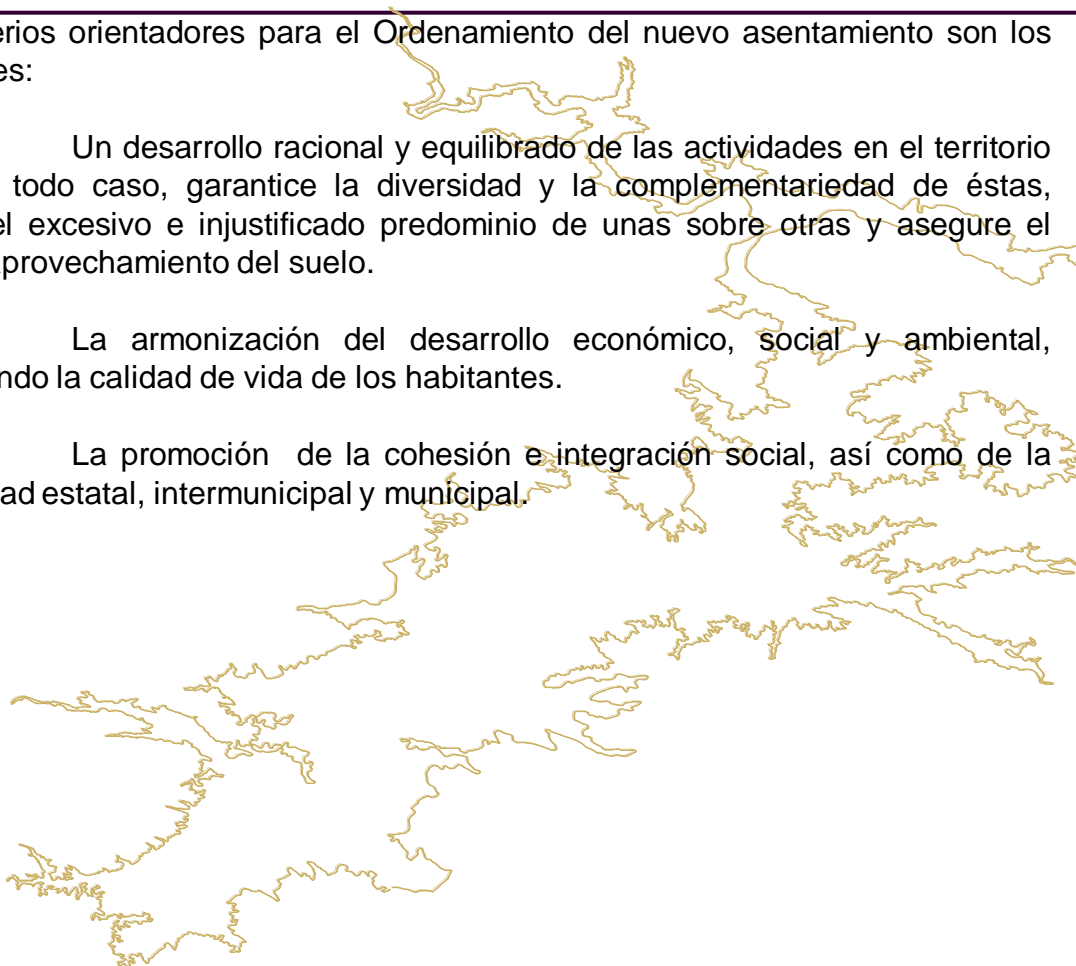 erios orientadores para el Ordenamiento del nuevo asentamiento son los
es:
Un desarrollo racional y equilibrado de las actividades en el territorio
todo caso, garantice la diversidad y la complementariedad de éstas,
el excesivo e injustificado predominio de unas sobre otras y asegure el
aprovechamiento del suelo.
La armonización del desarrollo económico, social y ambiental,
ndo la calidad de vida de los habitantes.
La promoción de la cohesión e integración social, así como de la
ad estatal, intermunicipal y municipal.